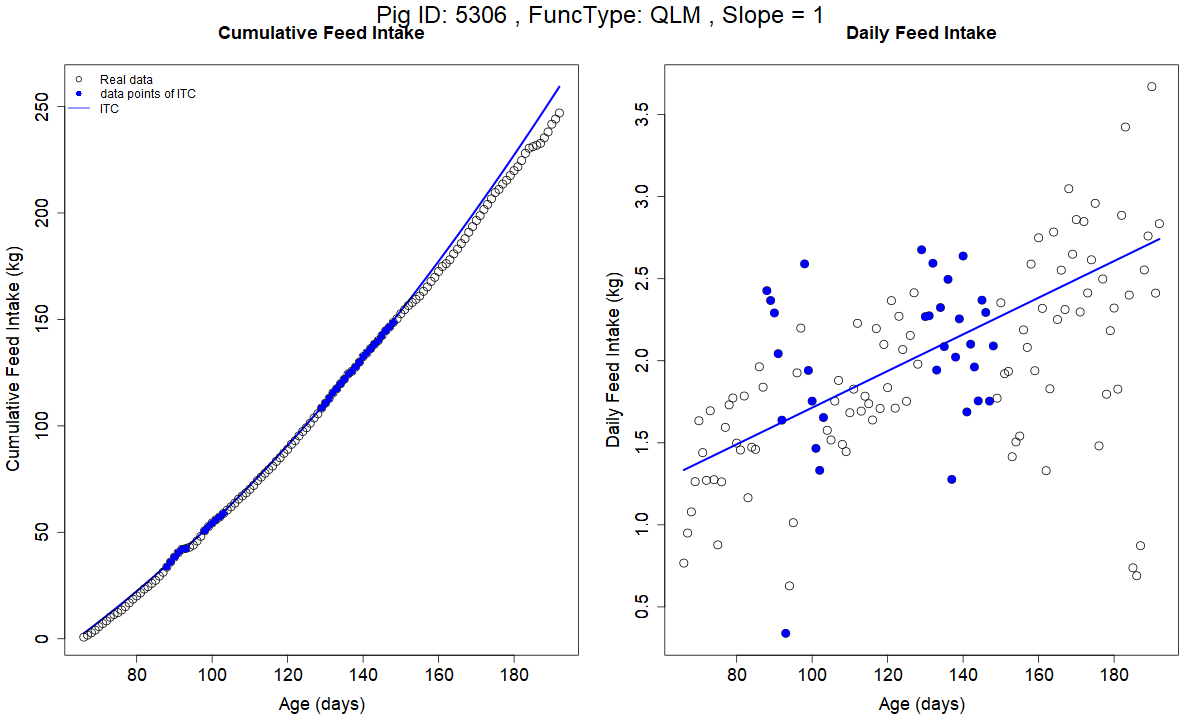 Pig ID: 5306 , FuncType: QLM , Slope = 1
Cumulative Feed Intake
Daily Feed Intake
Real data
data points of ITC
ITC
Cumulative Feed Intake (kg)
0
50
100
150
200
250
80
100
120
140
160
180
Age (days)
Daily Feed Intake (kg)
0.5
1.0
1.5
2.0
2.5
3.0
3.5
80
100
120
140
160
180
Age (days)